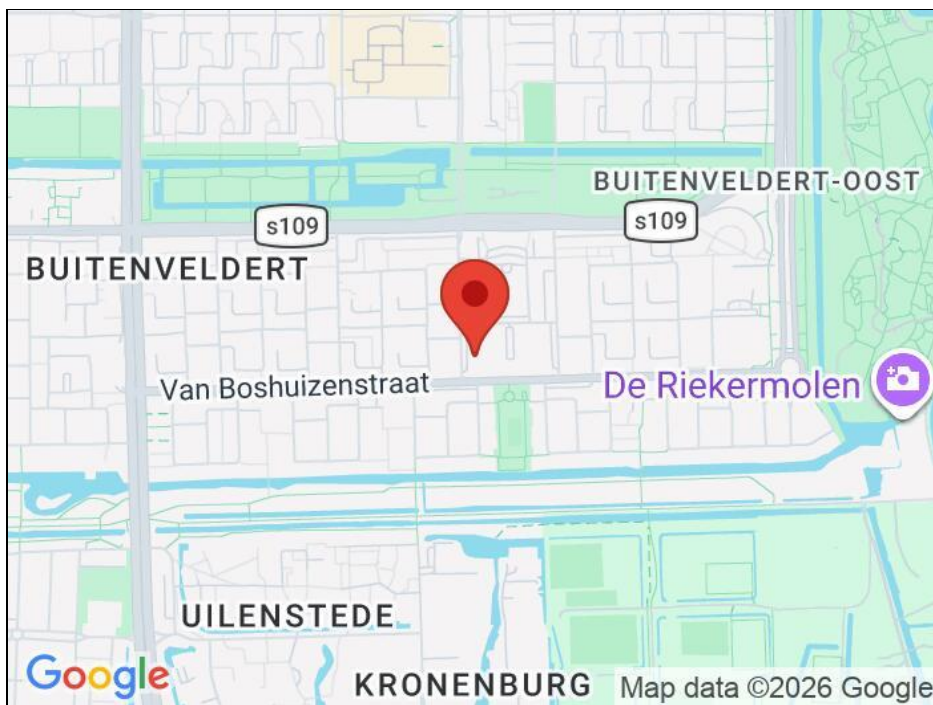 BUITENVELDERT-OOST
s109
s109
BUITENVELDERT
Van Boshuizenstraat
De Riekermolen
UILENSTEDE
KRONENBURG
Google
Map data ©2026 Google